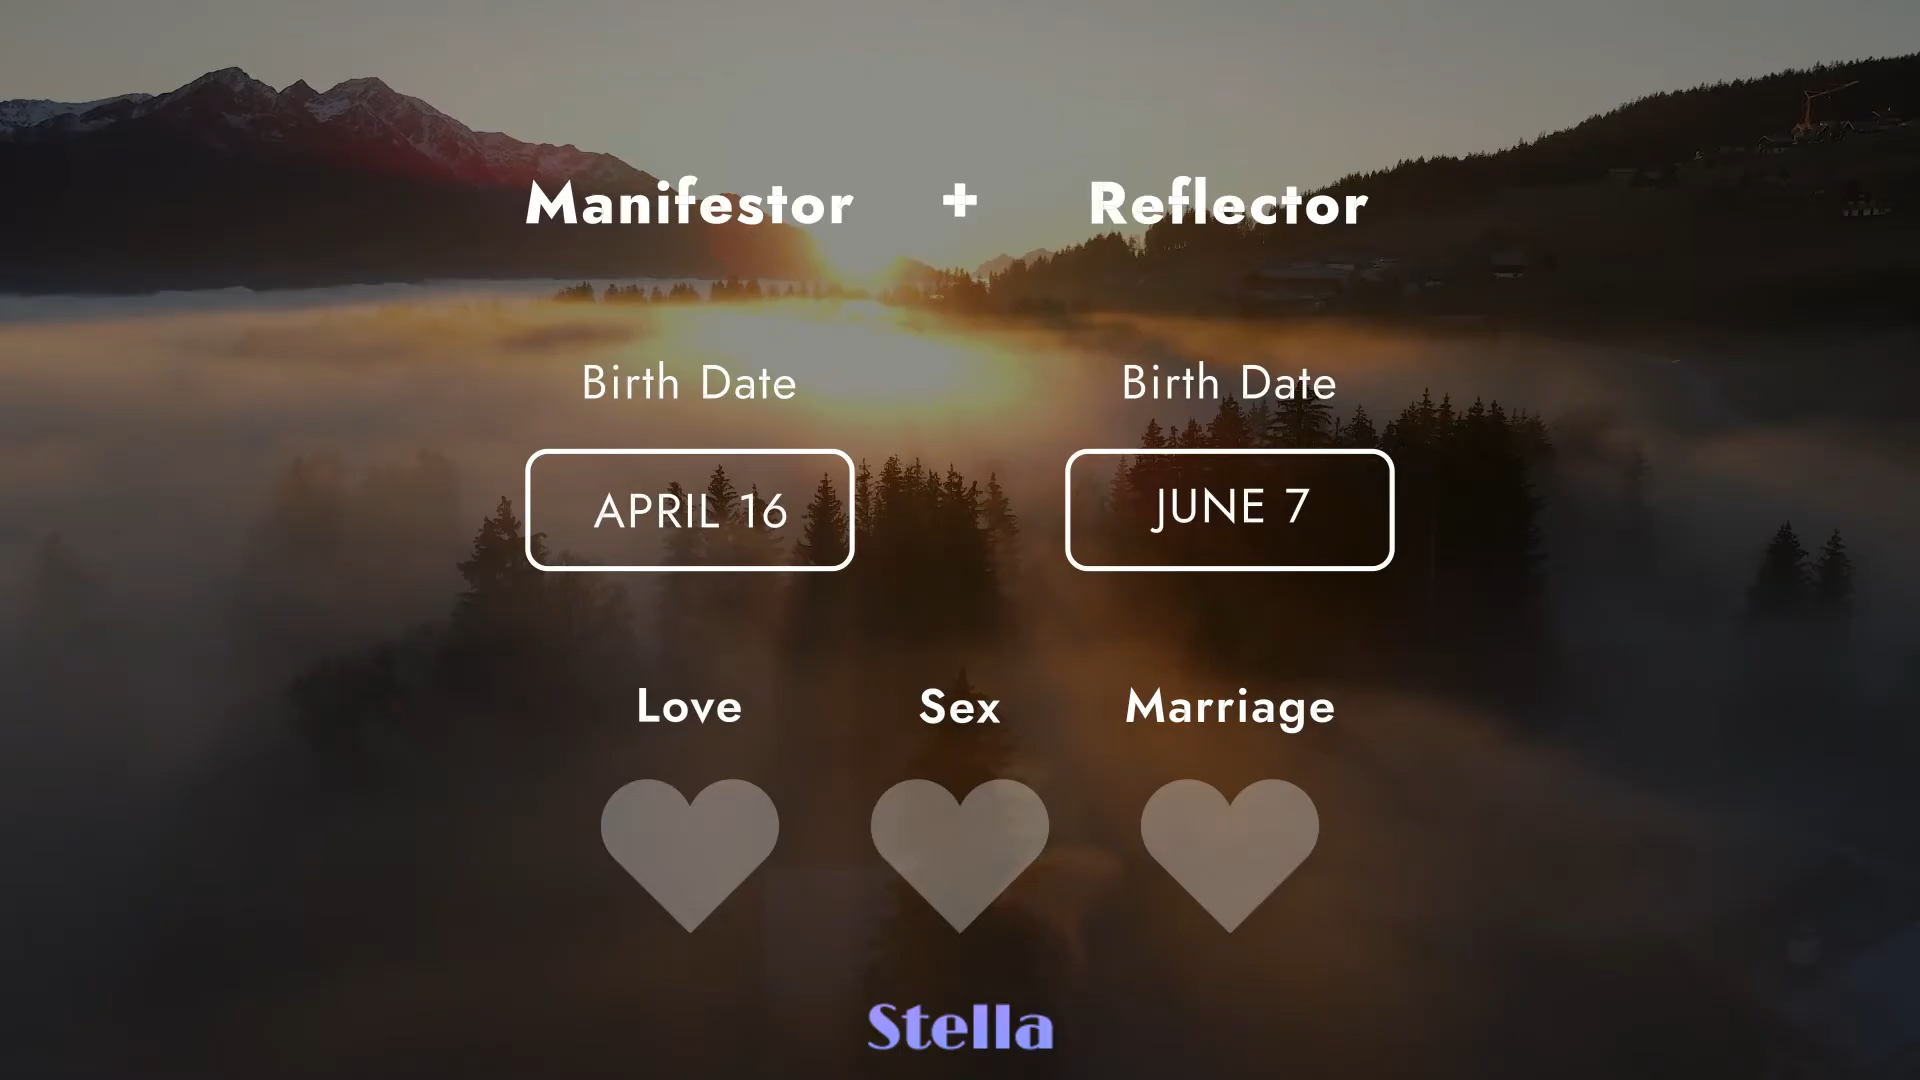 Manifestor + Reflector
Birth Date Birth Date
APRIL 16 JUNE 7
Love Sex Marriage
Stella